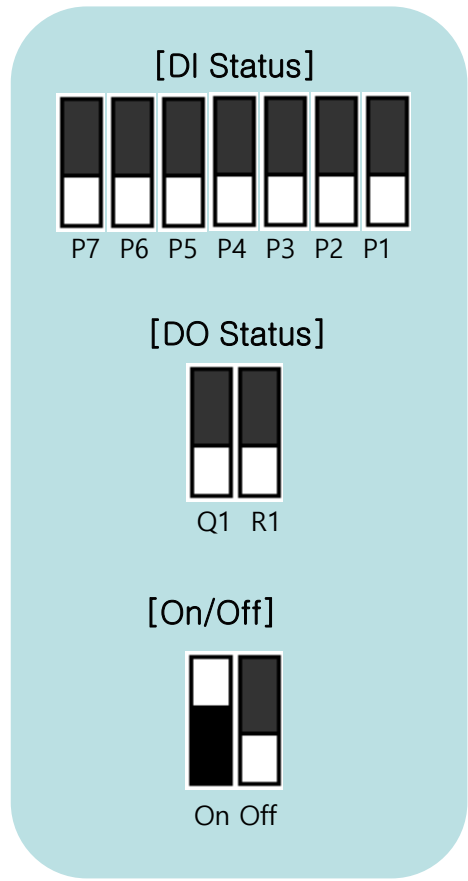 [DI Status]
P7 P6 P5 P4 P3 P2 P1
[DO Status]
Q1 R1
[On/Off]
On Off